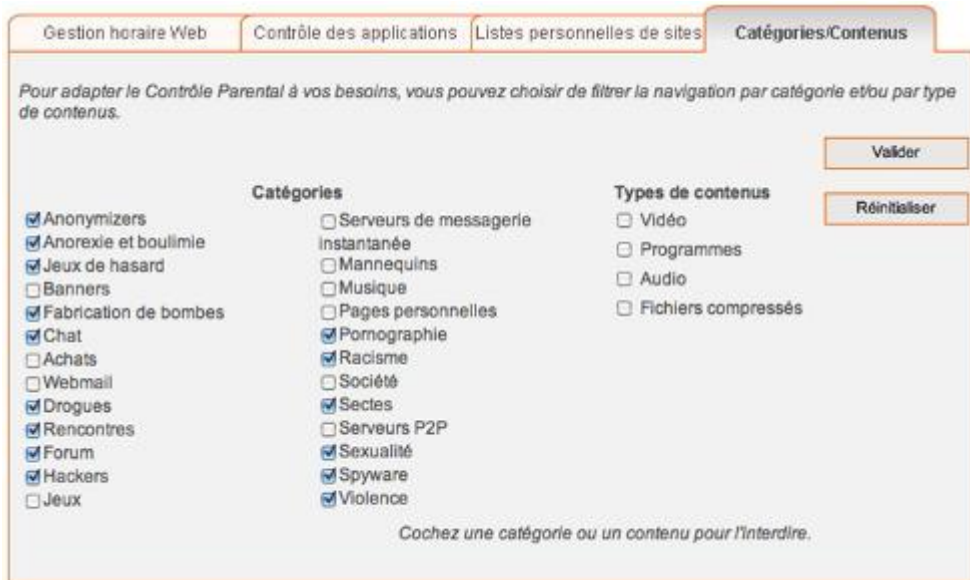 Gestion horaire Web
Contrôle des applications
Listes personnelles de sites
Catégories/Contenus
Pour adapter le Contrôle Parental à vos besoins, vous pouvez choisir de filtrer la navigation par catégorie et/ou par type
de contenus.
Valider
Réinitialiser
Catégories
Anonymizers
Anorexie et boulimie
Jeux de hasard
Banners
Fabrication de bombes
Chat
Achats
Webmail
Drogues
Rencontres
Forum
Hackers
Jeux
Serveurs de messagerie
instantanée
Mannequins
Musique
Pages personnelles
Pornographie
Racisme
Société
Sectes
Serveurs P2P
Sexualité
Spyware
Violence
Types de contenus
Vidéo
Programmes
Audio
Fichiers compressés
Cochez une catégorie ou un contenu pour l'interdire.